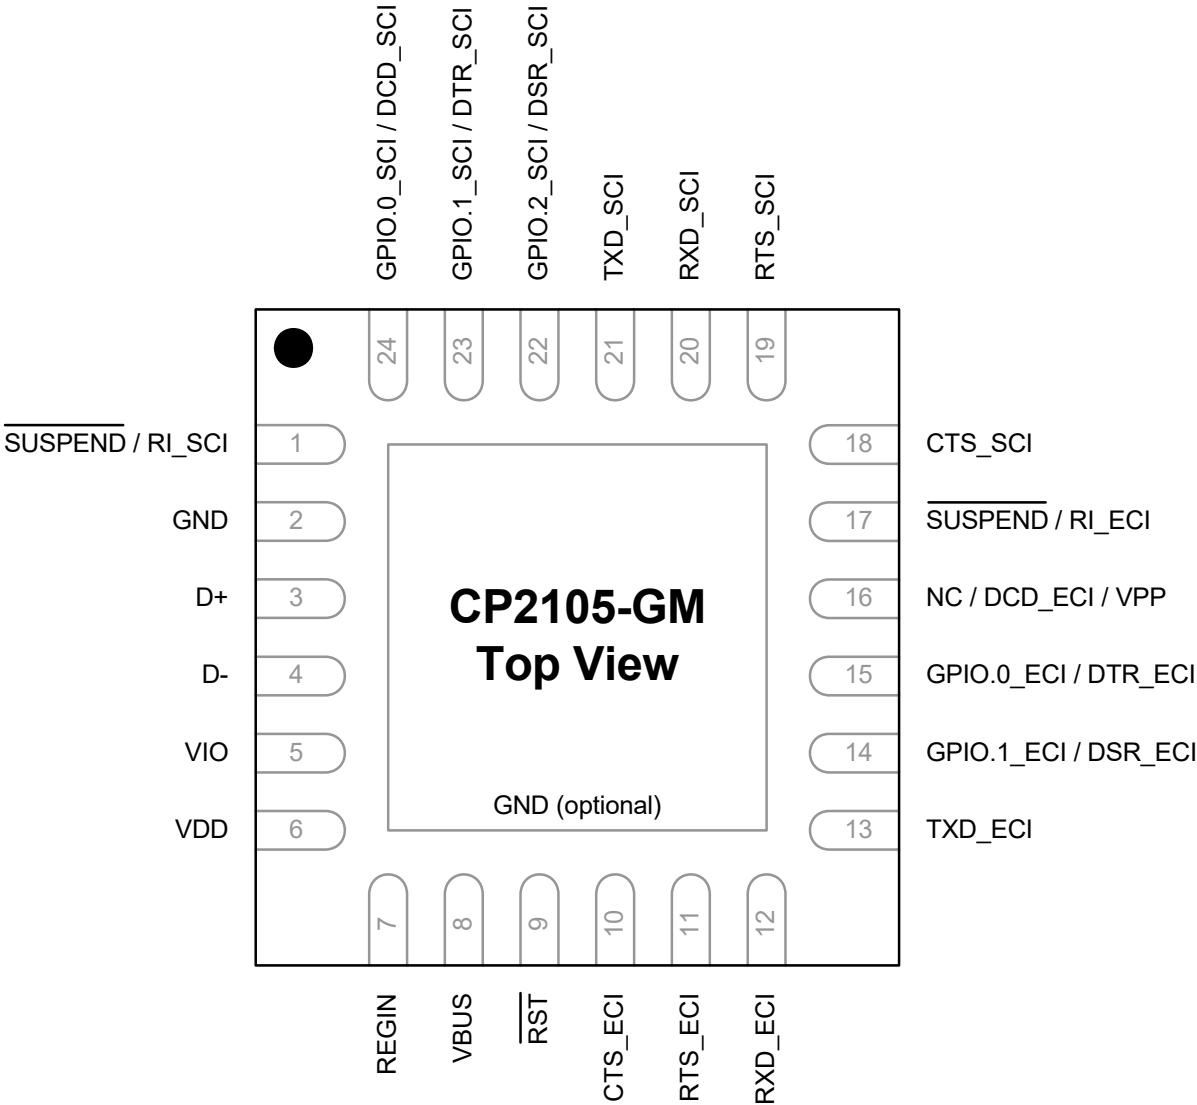 GPIO.0_SCI / DCD_SCI
GPIO.1_SCI / DTR_SCI
GPIO.2_SCI / DSR_SCI
TXD_SCI
RXD_SCI
RTS_SCI
24
23
22
21
20
19
SUSPEND / RI_SCI
1
18
CTS_SCI
GND
2
17
SUSPEND / RI_ECI
D+
3
16
NC / DCD_ECI / VPP
D-
4
15
GPIO.0_ECI / DTR_ECI
VIO
5
14
GPIO.1_ECI / DSR_ECI
VDD
6
13
TXD_ECI
CP2105-GM
Top View
GND (optional)
7
8
9
10
11
12
REGIN
VBUS
RST
CTS_ECI
RTS_ECI
RXD_ECI